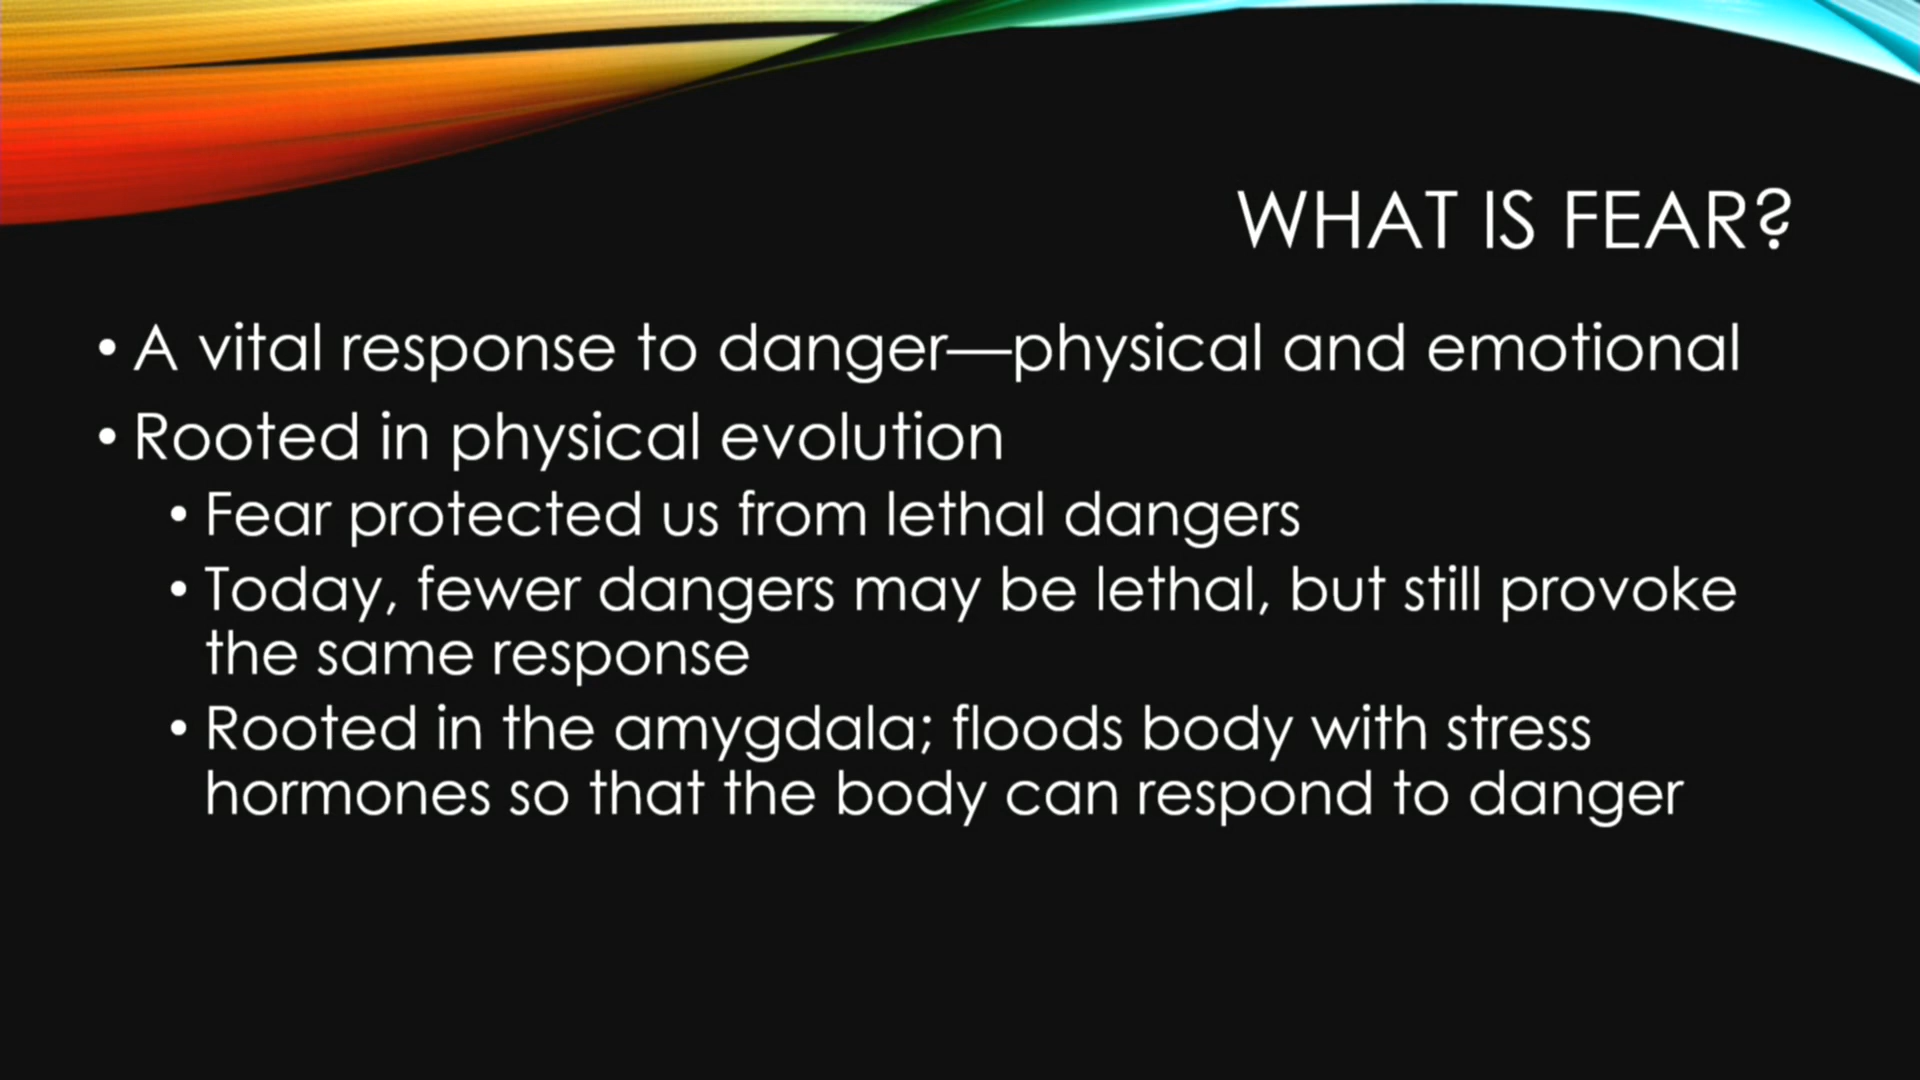 WHAT IS FEAR?
• A vital response to danger—physical and emotional
• Rooted in physical evolution
• Fear protected us from lethal dangers
• Today, fewer dangers may be lethal, but still provoke
the same response
• Rooted in the amygdala; floods body with stress
hormones so that the body can respond to danger